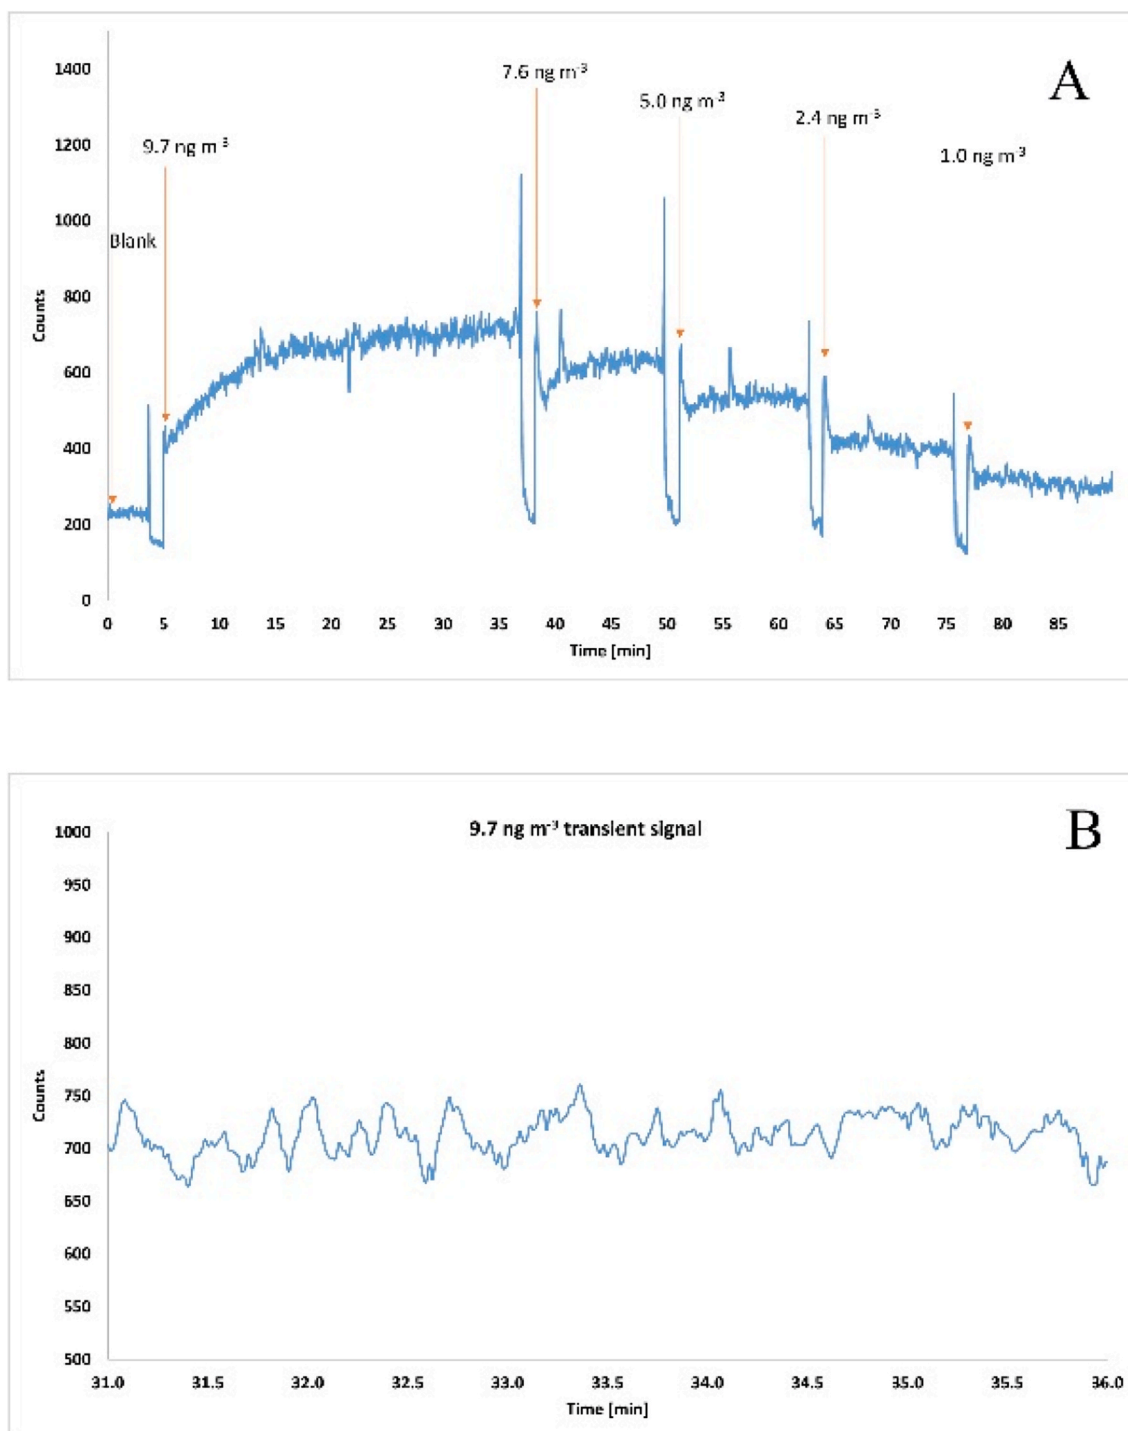 A
1400
1200
1000
800
600
400
200
0
Counts
Blank
9.7 ng m⁻³
7.6 ng m⁻³
5.0 ng m⁻³
2.4 ng m⁻³
1.0 ng m⁻³
0 5 10 15 20 25 30 35 40 45 50 55 60 65 70 75 80 85
Time [min]
9.7 ng m⁻³ transient signal
B
1000
950
900
850
800
750
700
650
600
550
500
Counts
31.0 31.5 32.0 32.5 33.0 33.5 34.0 34.5 35.0 35.5 36.0
Time [min]